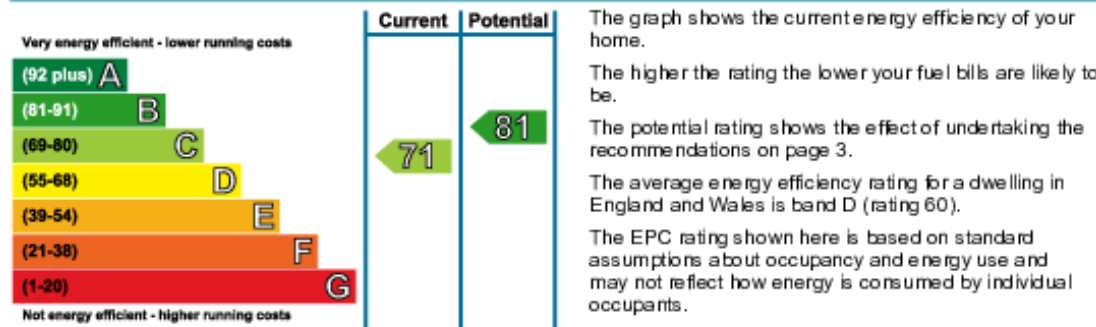 Current Potential
Very energy efficient - lower running costs
(92 plus) A
(81-91) B
(69-80) C
(55-68) D
(39-54) E
(21-38) F
(1-20) G
Not energy efficient - higher running costs
71
81
The graph shows the current energy efficiency of your
home.
The higher the rating the lower your fuel bills are likely to
be.
The potential rating shows the effect of undertaking the
recommendations on page 3.
The average energy efficiency rating for a dwelling in
England and Wales is band D (rating 60).
The EPC rating shown here is based on standard
assumptions about occupancy and energy use and
may not reflect how energy is consumed by individual
occupants.